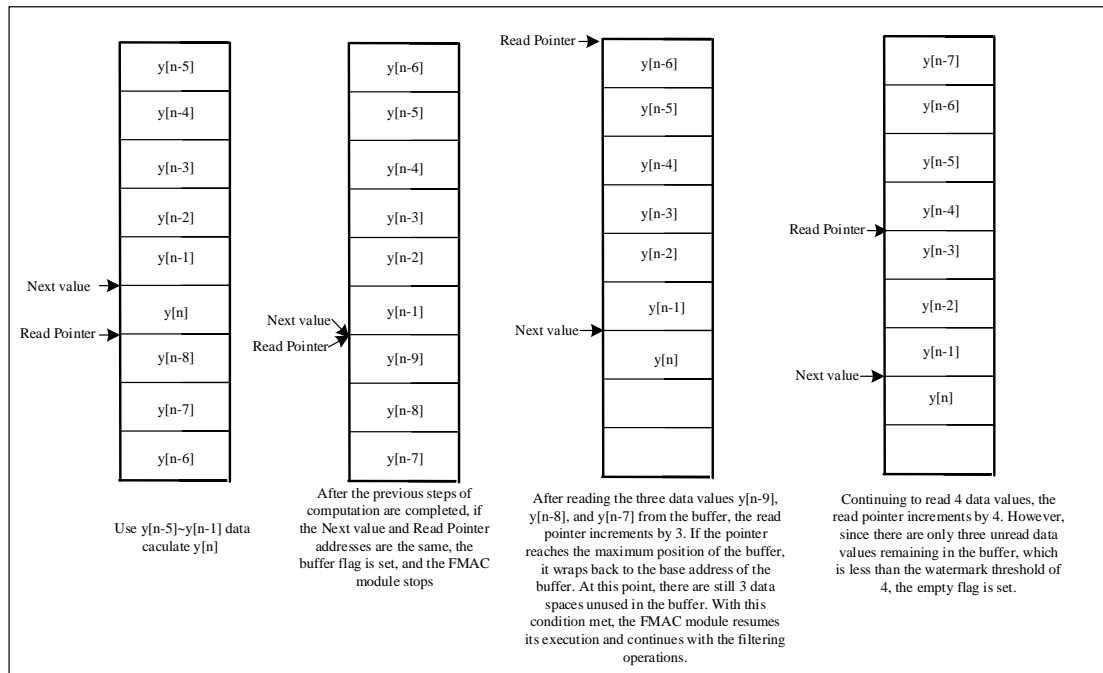 y[n-5]
y[n-4]
y[n-3]
y[n-2]
y[n-1]
Next value
y[n]
Read Pointer
y[n-8]
y[n-7]
y[n-6]
Use y[n-5]~y[n-1] data
caculate y[n]
y[n-6]
y[n-5]
y[n-4]
y[n-3]
y[n-2]
y[n-1]
Next value
Read Pointer
y[n-9]
y[n-8]
y[n-7]
After the previous steps of
computation are completed, if
the Next value and Read Pointer
addresses are the same, the
buffer flag is set, and the FMAC
module stops
Read Pointer
y[n-6]
y[n-5]
y[n-4]
y[n-3]
y[n-2]
y[n-1]
Next value
y[n]
After reading the three data values y[n-9],
y[n-8], and y[n-7] from the buffer, the read
pointer increments by 3. If the pointer
reaches the maximum position of the buffer,
it wraps back to the base address of the
buffer. At this point, there are still 3 data
spaces unused in the buffer. With this
condition met, the FMAC module resumes
its execution and continues with the filtering
operations.
y[n-7]
y[n-6]
y[n-5]
y[n-4]
Read Pointer
y[n-3]
y[n-2]
y[n-1]
Next value
y[n]
Continuing to read 4 data values, the
read pointer increments by 4. However,
since there are only three unread data
values remaining in the buffer, which
is less than the watermark threshold of
4, the empty flag is set.